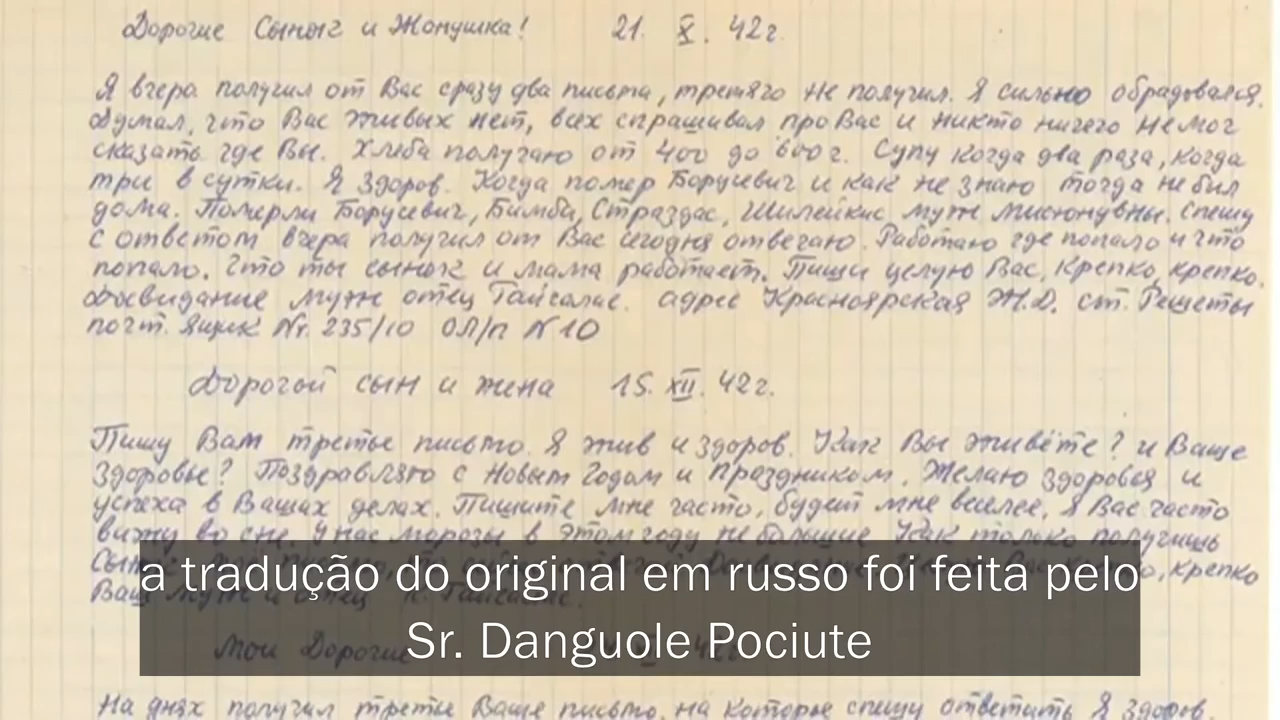 Дорогие Сынок и Жонушка! 21. X. 42г.
Я вчера получил от Вас сразу два письма, третяго не получил. Я сильно обрадовался.
Думал, что Вас живых нет, всех спрашивал про Вас и никто ничего не мог
сказать где Вы. Хлеба получаю от 400 до 600 г. Супу когда два раза, когда
три в сутки. Я здоров. Когда помер Борусевич и как не знаю тогда не был
дома. Померли Борусевич, Бимби, Страздас, Шилейкис муж Мисюнувны. Спешу
с ответом вчера получил от Вас сегодня отвечаю. Работаю где попало и что
попало. Что ты сынок и мама работаете. Пиши целую Вас, Крепко, крепко.
Досвидание муж отец Гайгалас. адрес Красноярская Ж.Д. ст. Решеты
почт. Ящик Nr. 235/10 ОЛ/п N 10
Дорогой сын и жена 15. XII. 42г.
Пишу Вам третье письмо. Я жив и здоров. Как Вы живёте? и Ваше
здоровье? Поздравляю с Новым Годом и Праздником. Желаю здоровья и
успеха в Ваших делах. Пишите мне часто, будет мне веселее, Я Вас часто
вижу во сне. У нас морозы в этом году не большие Как только получишь
крепко
Ваш муж и отец
Мои Дорогие
На днях получил третье Ваше письмо, на которые спешу ответить Я здоров.
a tradução do original em russo foi feita pelo
Sr. Danguole Pociute